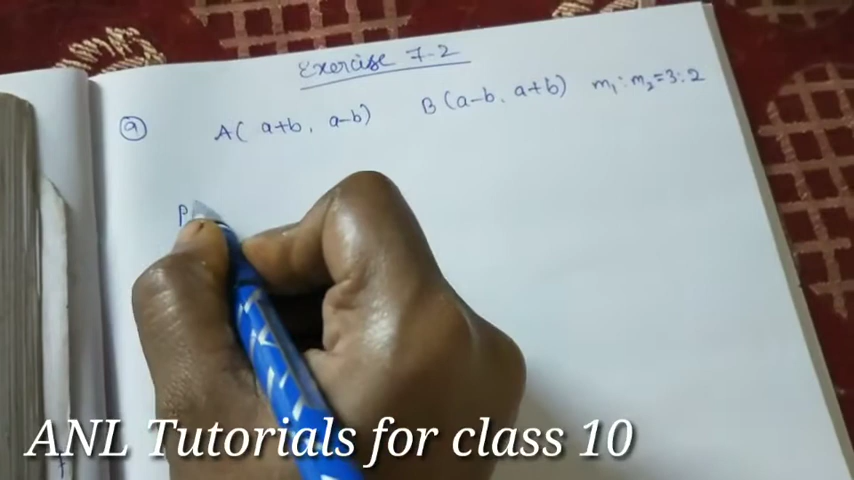 Exercise 7-2
9 A( a+b, a-b) B (a-b, a+b) m₁:m₂=3:2
P
ANL Tutorials for class 10